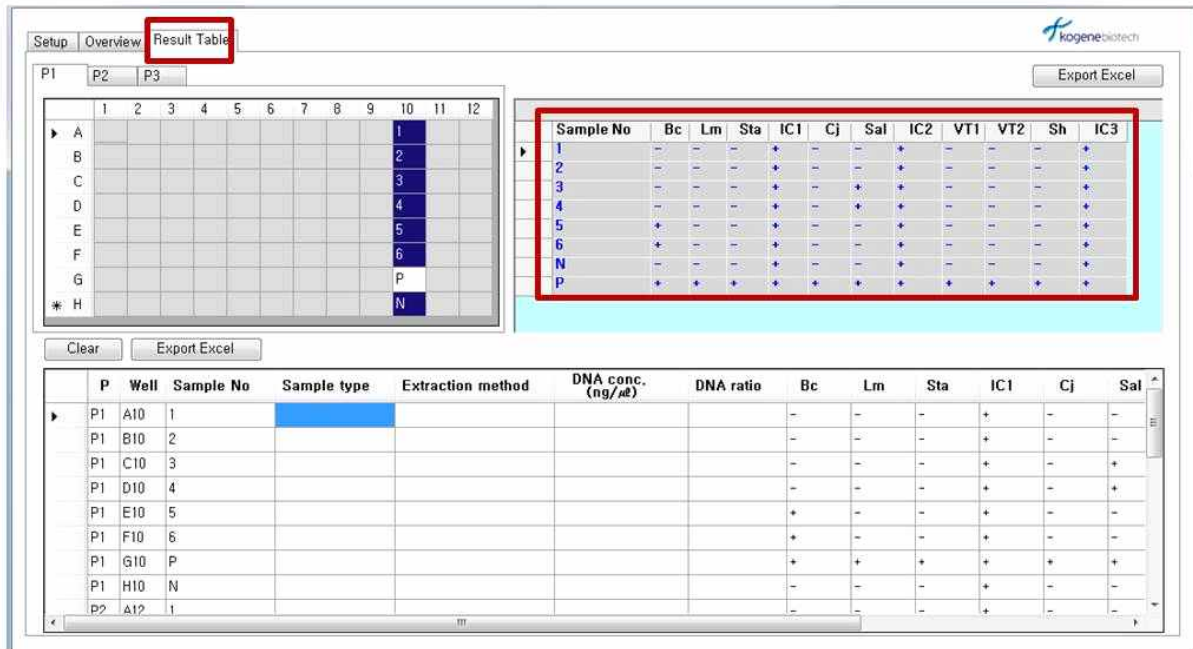 Setup Overview Result Table
kogenebiotech
P1 P2 P3
Export Excel
1 2 3 4 5 6 7 8 9 10 11 12
A 1
B 2
C 3
D 4
E 5
F 6
G P
* H N
Sample No Bc Lm Sta IC1 Cj Sal IC2 VT1 VT2 Sh IC3
1 - - - + - - + - - - +
2 - - - + - - + - - - +
3 - - - + - + + - - - +
4 - - - + - + + - - - +
5 + - - + - - + - - - +
6 + - - + - - + - - - +
N - - - + - - + - - - +
P + + + + + + + + + + +
Clear Export Excel
P Well Sample No Sample type Extraction method DNA conc. (ng/㎕) DNA ratio Bc Lm Sta IC1 Cj Sal
P1 A10 1 - - - + - -
P1 B10 2 - - - + - -
P1 C10 3 - - - + - +
P1 D10 4 - - - + - +
P1 E10 5 + - - + - -
P1 F10 6 + - - + - -
P1 G10 P + + + + + +
P1 H10 N - - - + - -
P2 A12 1 - - - + - -